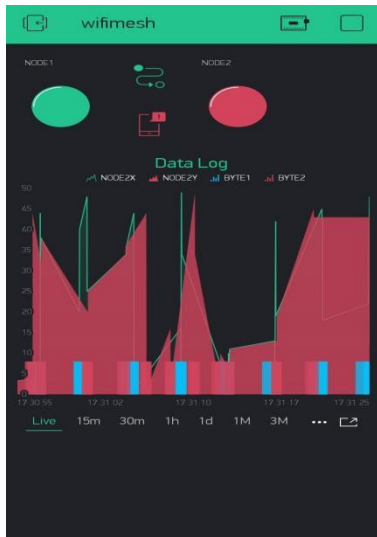 wifimesh
NODE1
NODE2
Data Log
NODE2X NODE2Y BYTE1 BYTE2
50
45
40
35
30
25
20
15
10
5
0
17:30:55 17:31:02 17:31:10 17:31:17 17:31:25
Live 15m 30m 1h 1d 1M 3M ...